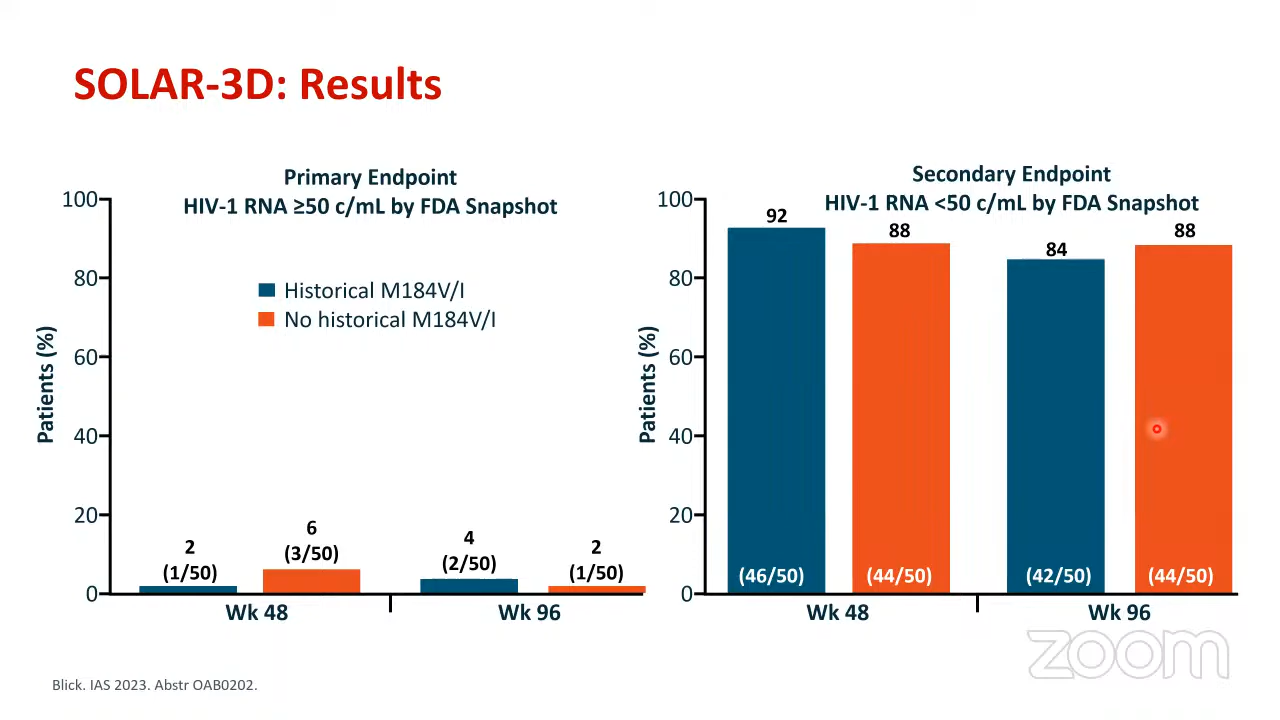 SOLAR-3D: Results
Primary Endpoint
HIV-1 RNA ≥50 c/mL by FDA Snapshot
Historical M184V/I
No historical M184V/I
Patients (%)
100
80
60
40
20
0
2
(1/50)
6
(3/50)
4
(2/50)
2
(1/50)
Wk 48
Wk 96
Secondary Endpoint
HIV-1 RNA <50 c/mL by FDA Snapshot
Patients (%)
100
80
60
40
20
0
92
88
84
88
(46/50)
(44/50)
(42/50)
(44/50)
Wk 48
Wk 96
Blick. IAS 2023. Abstr OAB0202.
zoom